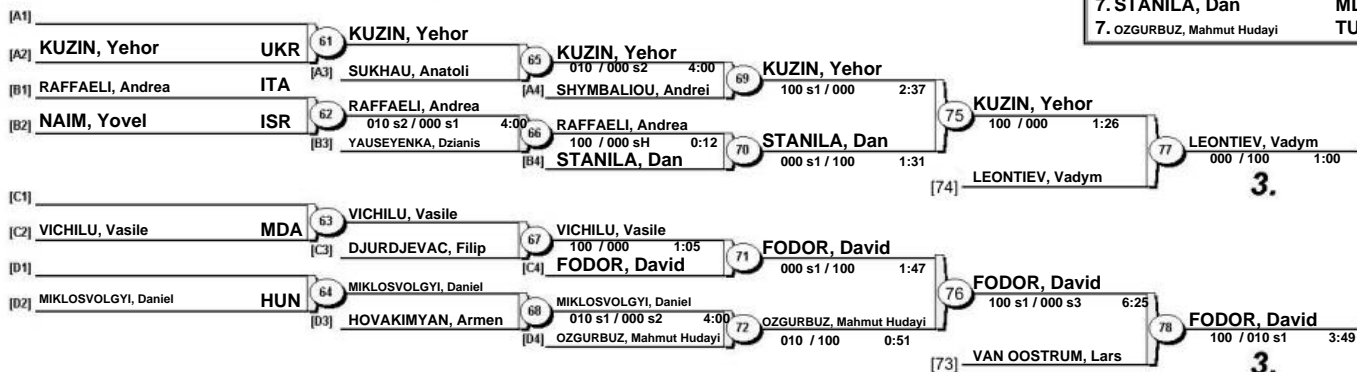 7. STANILA, Dan
7. OZGURBUZ, Mahmut Hudayi TU
[A1]
[A2] KUZIN, Yehor UKR
61
KUZIN, Yehor
[A3] SUKHAU, Anatoli
65
KUZIN, Yehor
010 / 000 s2 4:00
[A4] SHYMBALIOU, Andrei
69
KUZIN, Yehor
100 s1 / 000 2:37
[B1] RAFFAELI, Andrea ITA
[B2] NAIM, Yovel ISR
62
RAFFAELI, Andrea
010 s2 / 000 s1 4:00
[B3] YAUSEYENKA, Dzianis
66
RAFFAELI, Andrea
100 / 000 sH 0:12
[B4] STANILA, Dan
70
STANILA, Dan
000 s1 / 100 1:31
75
KUZIN, Yehor
100 / 000 1:26
[74] LEONTIEV, Vadym
77
LEONTIEV, Vadym
000 / 100 1:00
3.
[C1]
[C2] VICHILU, Vasile MDA
63
VICHILU, Vasile
[C3] DJURDJEVAC, Filip
67
VICHILU, Vasile
100 / 000 1:05
[C4] FODOR, David
71
FODOR, David
000 s1 / 100 1:47
[D1]
[D2] MIKLOSVOLGYI, Daniel HUN
64
MIKLOSVOLGYI, Daniel
[D3] HOVAKIMYAN, Armen
68
MIKLOSVOLGYI, Daniel
010 s1 / 000 s2 4:00
[D4] OZGURBUZ, Mahmut Hudayi
72
OZGURBUZ, Mahmut Hudayi
010 / 100 0:51
76
FODOR, David
100 s1 / 000 s3 6:25
[73] VAN OOSTRUM, Lars
78
FODOR, David
100 / 010 s1 3:49
3.